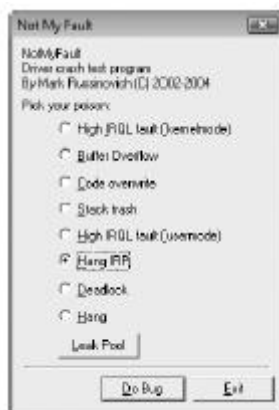 Not My Fault
NotMyFault
Driver crash test program
By Mark Russinovich (C) 2002-2004
Pick your poison:
High IRQL fault (kernelmode)
Buffer Overflow
Code overwrite
Stack trash
High IRQL fault (usermode)
Hang IRP
Deadlock
Hang
Leak Pool
Do Bug
Exit